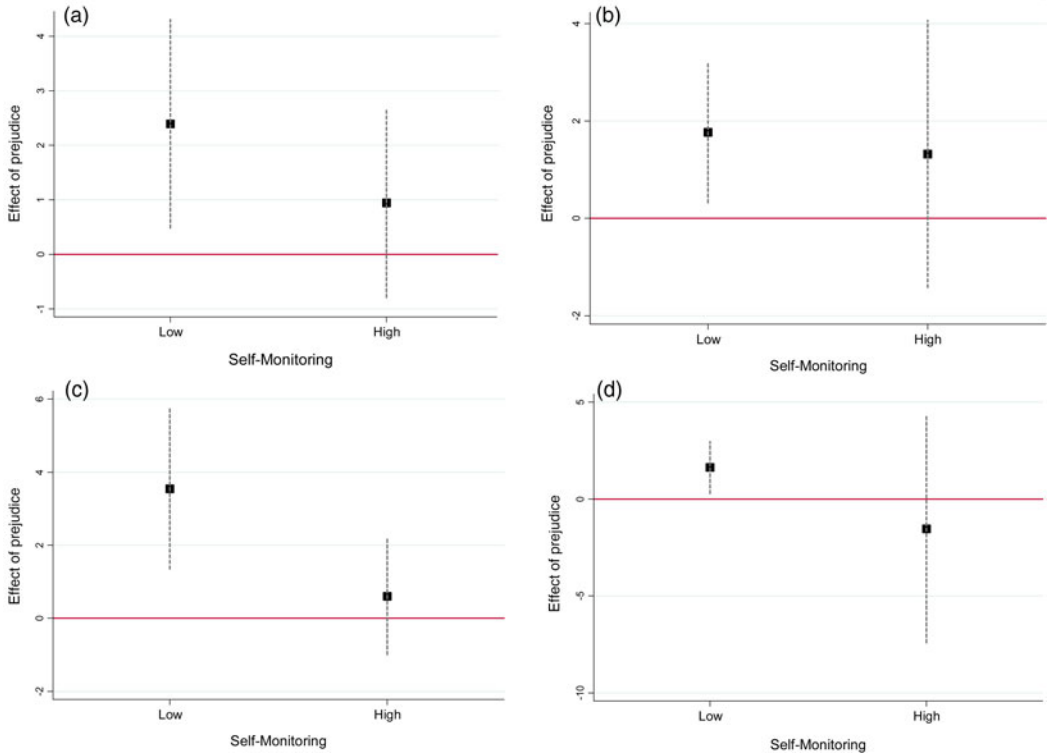 (a)
Effect of prejudice
4
3
2
1
0
-1
Low
High
Self-Monitoring
(b)
Effect of prejudice
4
2
0
-2
Low
High
Self-Monitoring
(c)
Effect of prejudice
6
4
2
0
-2
Low
High
Self-Monitoring
(d)
Effect of prejudice
5
0
-5
-10
Low
High
Self-Monitoring